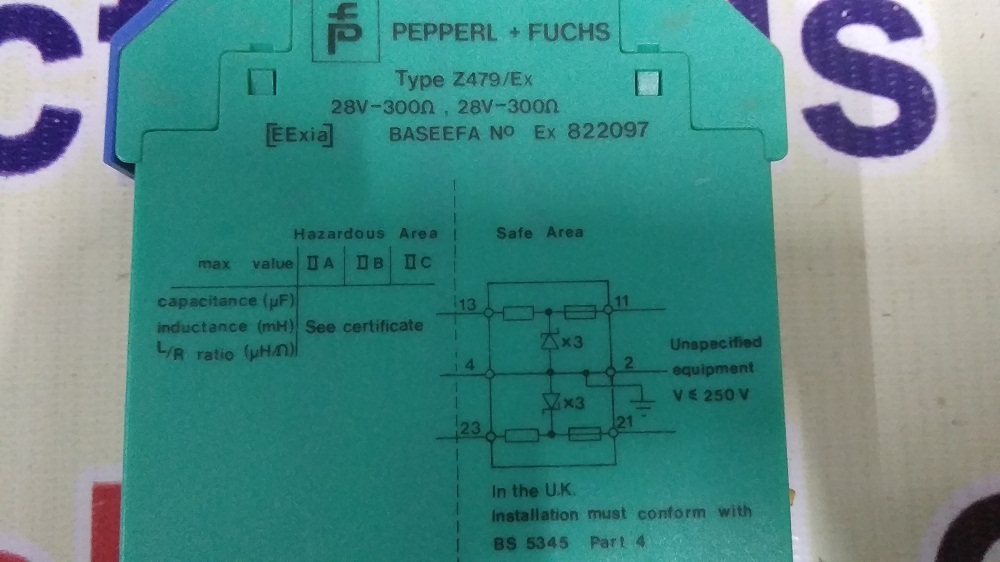 PEPPERL + FUCHS
Type Z479/Ex
28V-300Ω , 28V-300Ω
[EExia] BASEEFA Nº Ex 822097
Hazardous Area
Safe Area
max value IIA IIB IIC
capacitance (µF)
inductance (mH) See certificate
L/R ratio (µH/Ω)
13 11
x3
4 2
x3
23 21
Unspecified
equipment
V ≤ 250 V
In the U.K.
Installation must conform with
BS 5345 Part 4